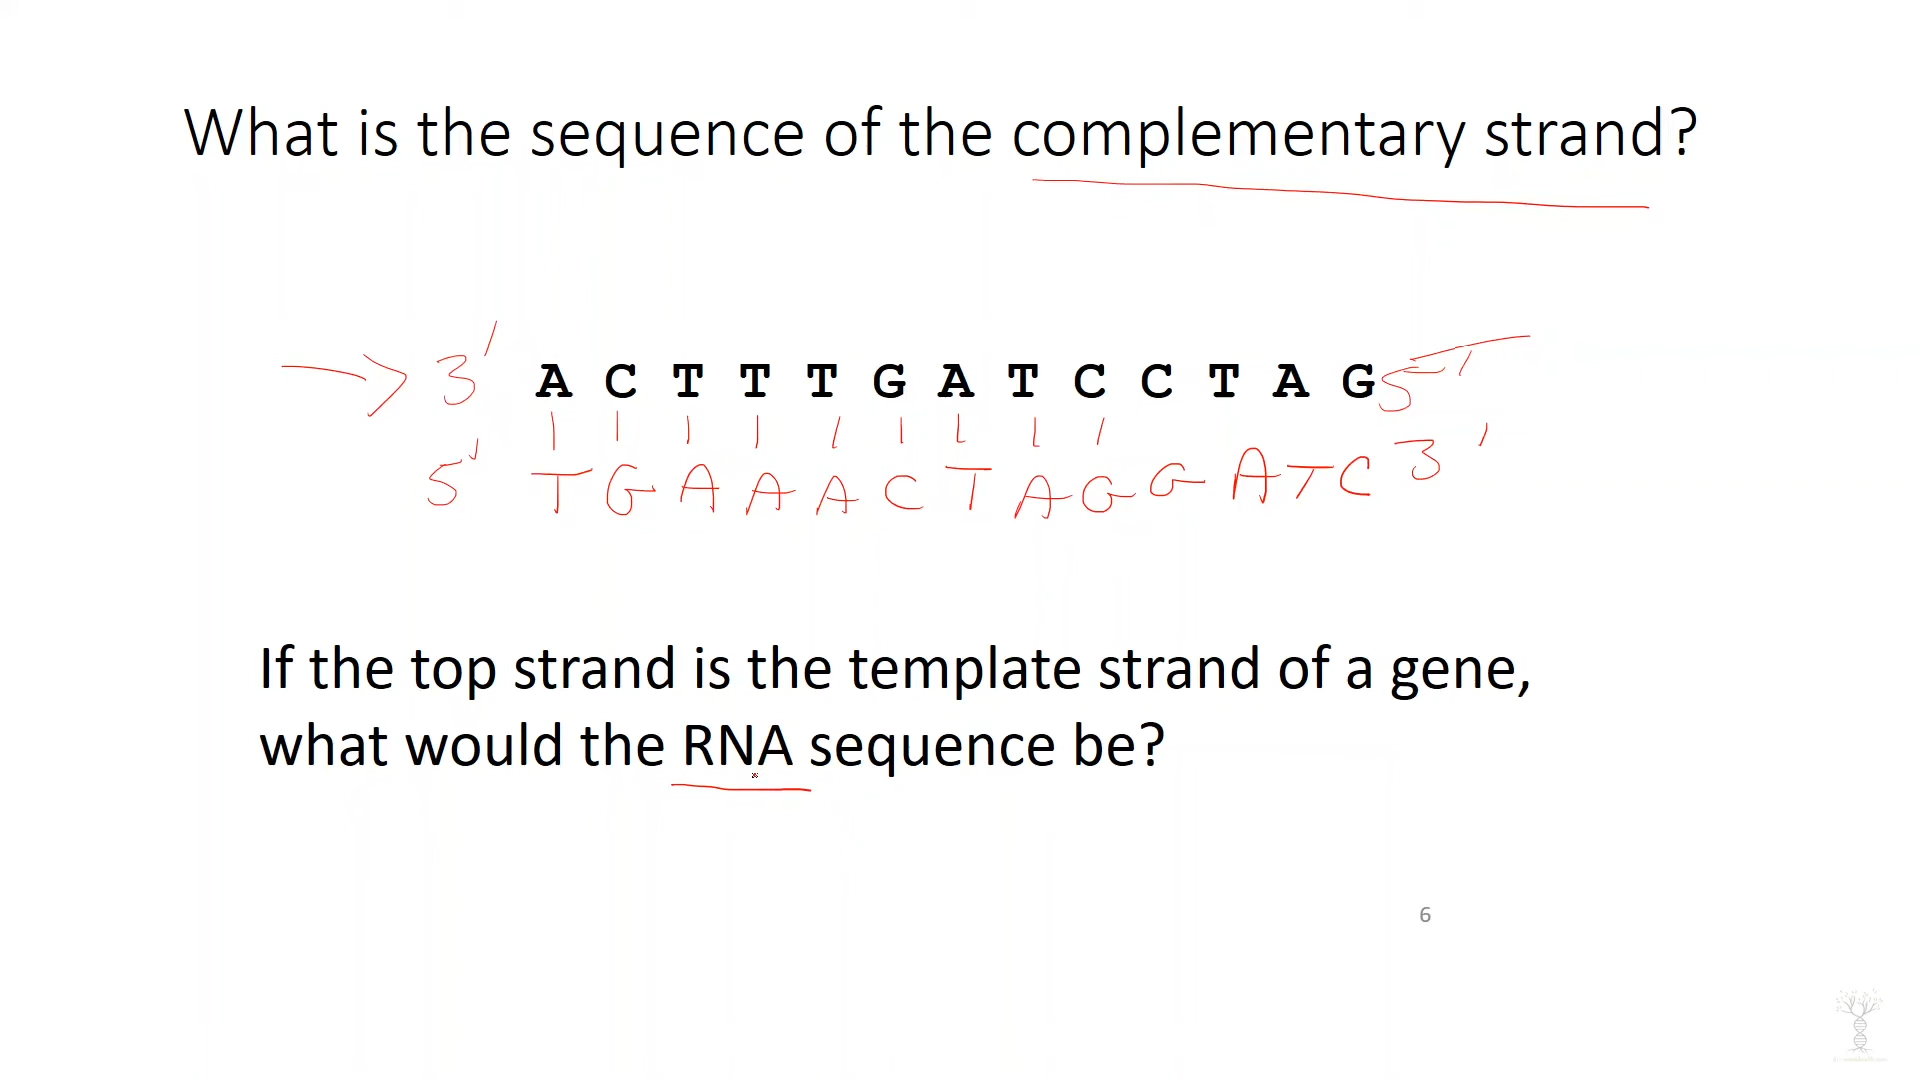 What is the sequence of the complementary strand?
3' A C T T T G A T C C T A G 5'
5' T G A A A C T A G G A T C 3'
If the top strand is the template strand of a gene,
what would the RNA sequence be?
6